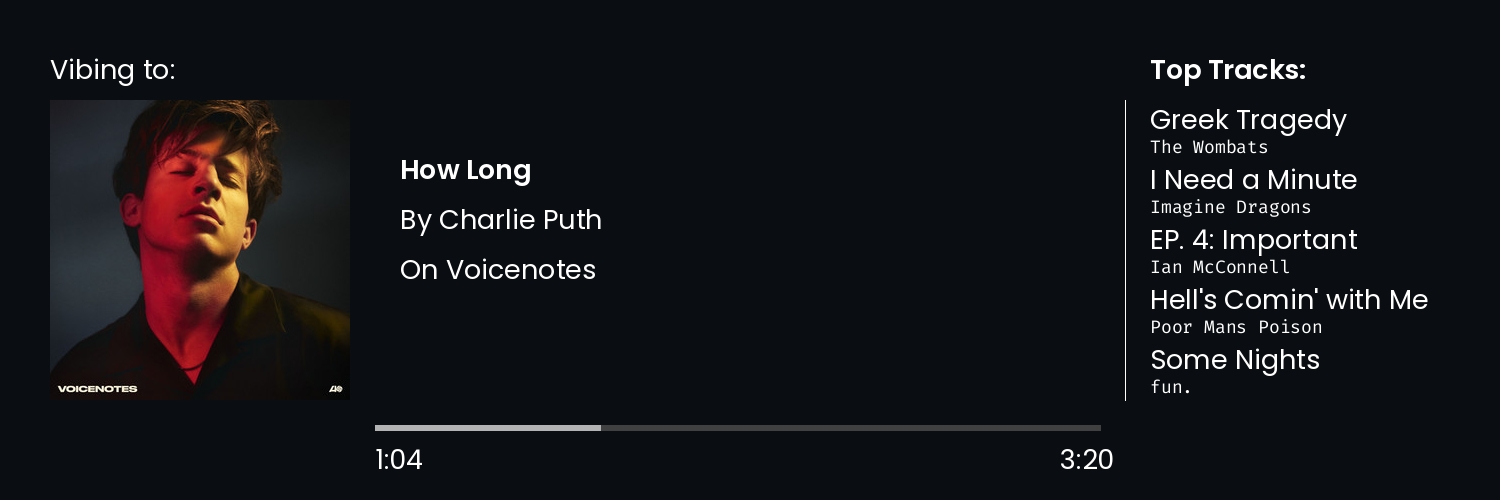 Vibing to:
VOICENOTES
How Long
By Charlie Puth
On Voicenotes
1:04
3:20
Top Tracks:
Greek Tragedy
The Wombats
I Need a Minute
Imagine Dragons
EP. 4: Important
Ian McConnell
Hell's Comin' with Me
Poor Mans Poison
Some Nights
fun.